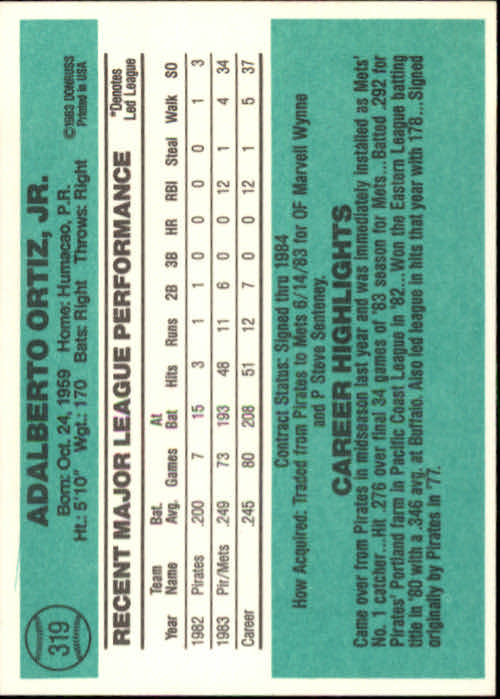 319
ADALBERTO ORTIZ, JR.
Born: Oct. 24, 1959 Home: Humacao, P.R.
Ht.: 5'10" Wgt.: 170 Bats: Right Throws: Right
©1983 DONRUSS
Printed in USA
RECENT MAJOR LEAGUE PERFORMANCE
*Denotes
Led League
Year Team Name Bat. Avg. Games At Bat Hits Runs 2B 3B HR RBI Steal Walk SO
1982 Pirates .200 7 15 3 1 1 0 0 0 0 1 3
1983 Pir/Mets .249 73 193 48 11 6 0 0 12 1 4 34
Career .245 80 208 51 12 7 0 0 12 1 5 37
Contract Status: Signed thru 1984
How Acquired: Traded from Pirates to Mets 6/14/83 for OF Marvell Wynne
and P Steve Senteney.
CAREER HIGHLIGHTS
Came over from Pirates in midseason last year and was immediately installed as Mets'
No. 1 catcher...Hit .276 over final 34 games of '83 season for Mets...Batted .292 for
Pirates' Portland farm in Pacific Coast League in '82...Won the Eastern League batting
title in '80 with a .346 avg. at Buffalo. Also led league in hits that year with 178...Signed
originally by Pirates in '77.